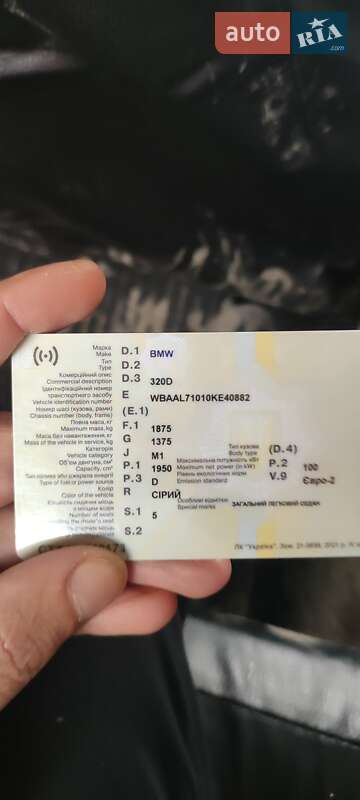 auto RIA.com
Марка
Make D.1 BMW
Тип
Type D.2
Комерційний опис
Commercial description D.3 320D
Ідентифікаційний номер
транспортного засобу
Vehicle identification number E WBAAL71010KE40882
Номер шасі (кузова, рами)
Chassis number (body, frame) (E.1)
Повна маса, кг
Maximum mass, kg F.1 1875
Маса без навантаження, кг
Mass of the vehicle in service, kg G 1375
Категорія
Vehicle category J M1
Тип кузова
Body type (D.4)
Об'єм двигуна, см³
Capacity, cm³ P.1 1950
Максимальна потужність кВт
Maximum net power (in kW) P.2 100
Тип палива або джерела енергії
Type of fuel or power source P.3 D
Рівень екологічних норм
Emission standard V.9 Євро-2
Колір
Color of the vehicle R СІРИЙ
Особливі відмітки
Special marks ЗАГАЛЬНИЙ ЛЕГКОВИЙ СЕДАН
Кількість сидячих місць
Number of seats S.1 5
S.2